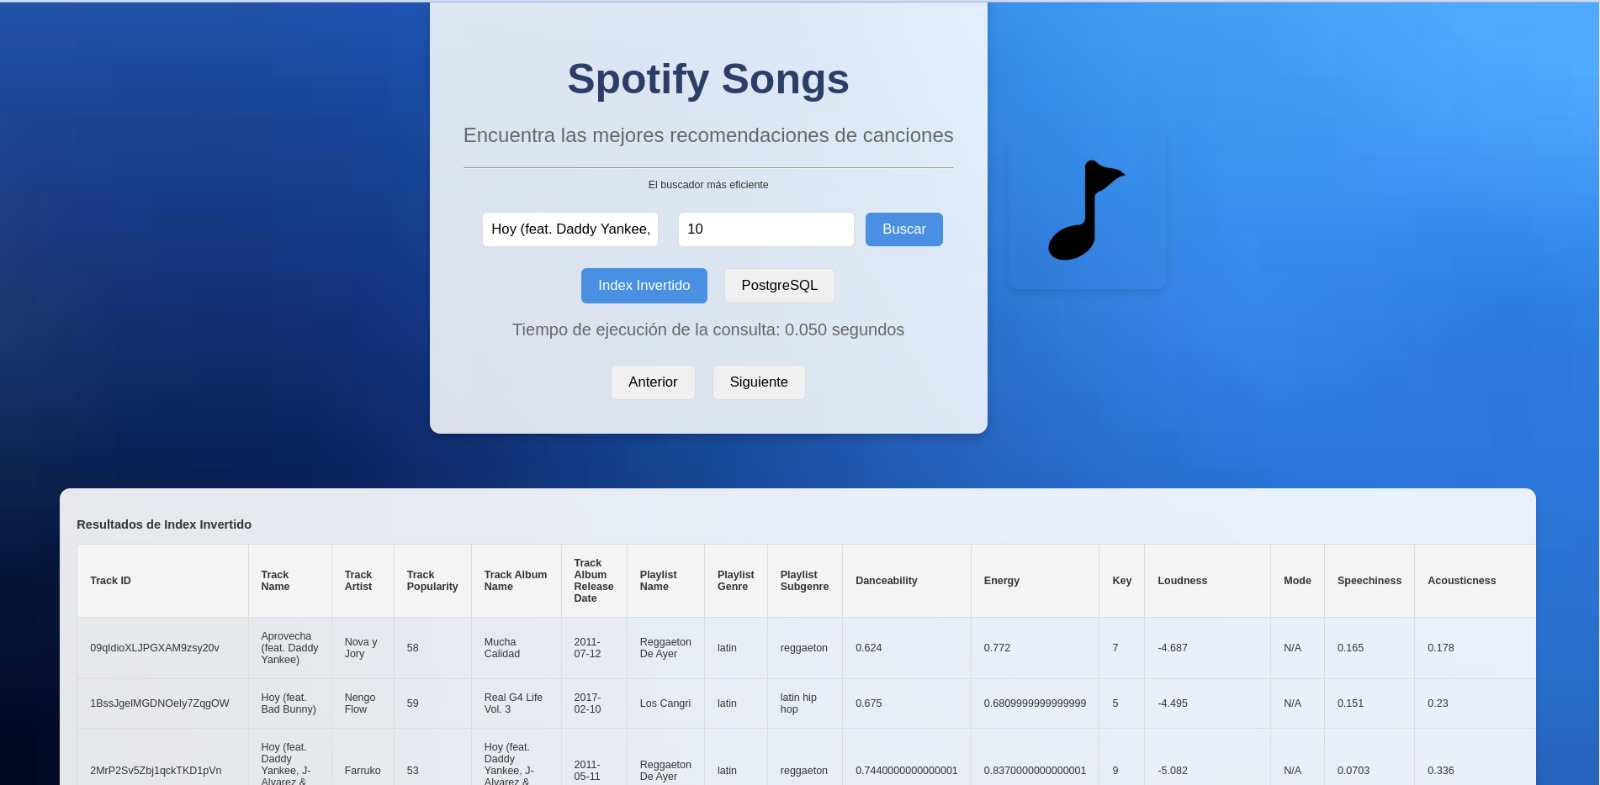 Spotify Songs
Encuentra las mejores recomendaciones de canciones
El buscador más eficiente
Hoy (feat. Daddy Yankee, 10 Buscar
Index Invertido PostgreSQL
Tiempo de ejecución de la consulta: 0.050 segundos
Anterior Siguiente
Resultados de Index Invertido
Track ID Track Name Track Artist Track Popularity Track Album Name Track Album Release Date Playlist Name Playlist Genre Playlist Subgenre Danceability Energy Key Loudness Mode Speechiness Acousticness
09qIdioXLJPGXAM9zsy20v Aprovecha (feat. Daddy Yankee) Nova y Jory 58 Mucha Calidad 2011-07-12 Reggaeton De Ayer latin reggaeton 0.624 0.772 7 -4.687 N/A 0.165 0.178
1BssJgelMGDNOeIy7ZqgOW Hoy (feat. Bad Bunny) Nengo Flow 59 Real G4 Life Vol. 3 2017-02-10 Los Cangri latin latin hip hop 0.675 0.6809999999999999 5 -4.495 N/A 0.151 0.23
2MrP2Sv5Zbj1qckTKD1pVn Hoy (feat. Daddy Yankee, J-Alvarez & Farruko 53 Hoy (feat. Daddy Yankee, J-Alvarez & 2011-05-11 Reggaeton De Ayer latin reggaeton 0.7440000000000001 0.8370000000000001 9 -5.082 N/A 0.0703 0.336